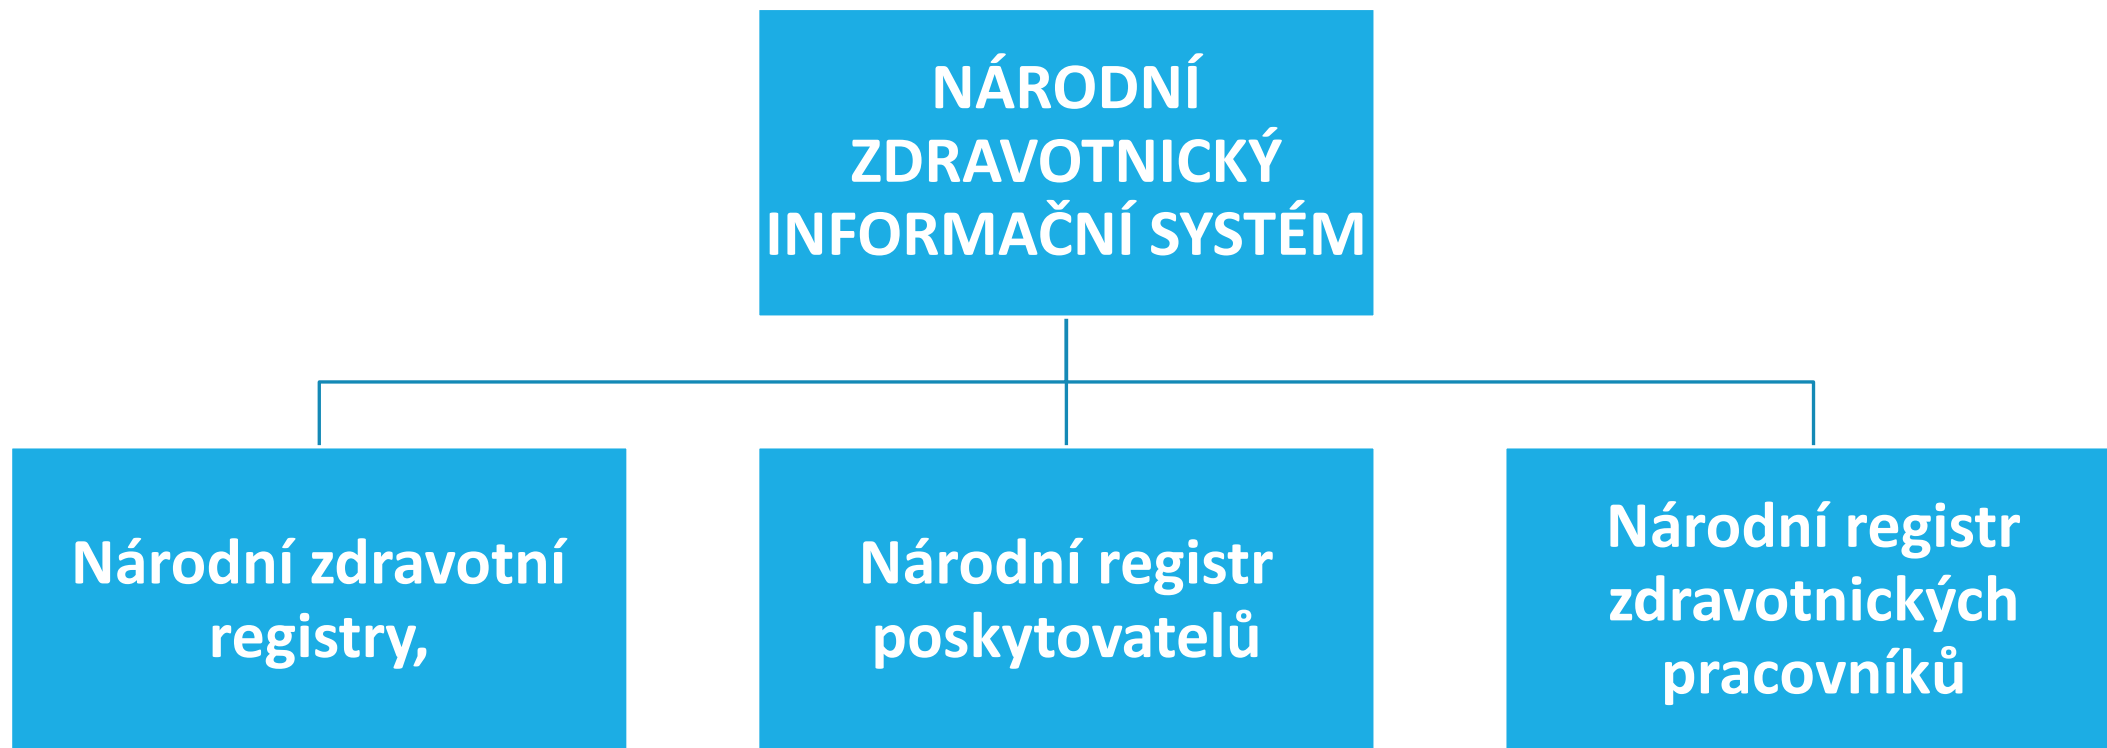 NÁRODNÍ
ZDRAVOTNICKÝ
INFORMAČNÍ SYSTÉM
Národní zdravotní
registry,
Národní registr
poskytovatelů
Národní registr
zdravotnických
pracovníků